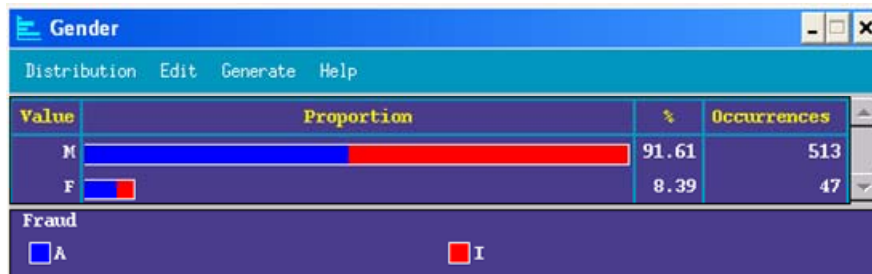 Gender
Distribution Edit Generate Help
Value Proportion % Occurrences
M 91.61 513
F 8.39 47
Fraud
A I